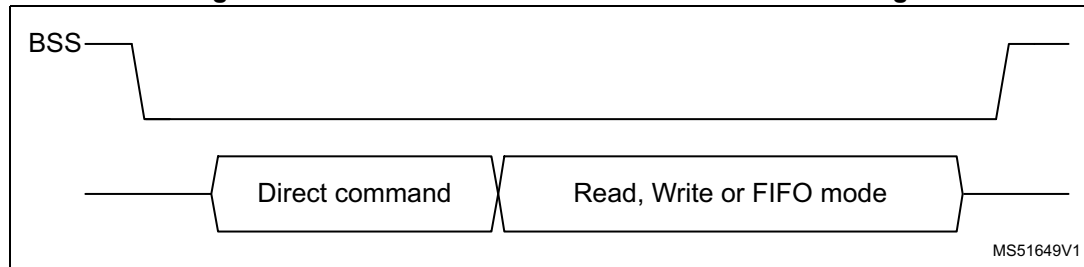 BSS
Direct command
Read, Write or FIFO mode
MS51649V1